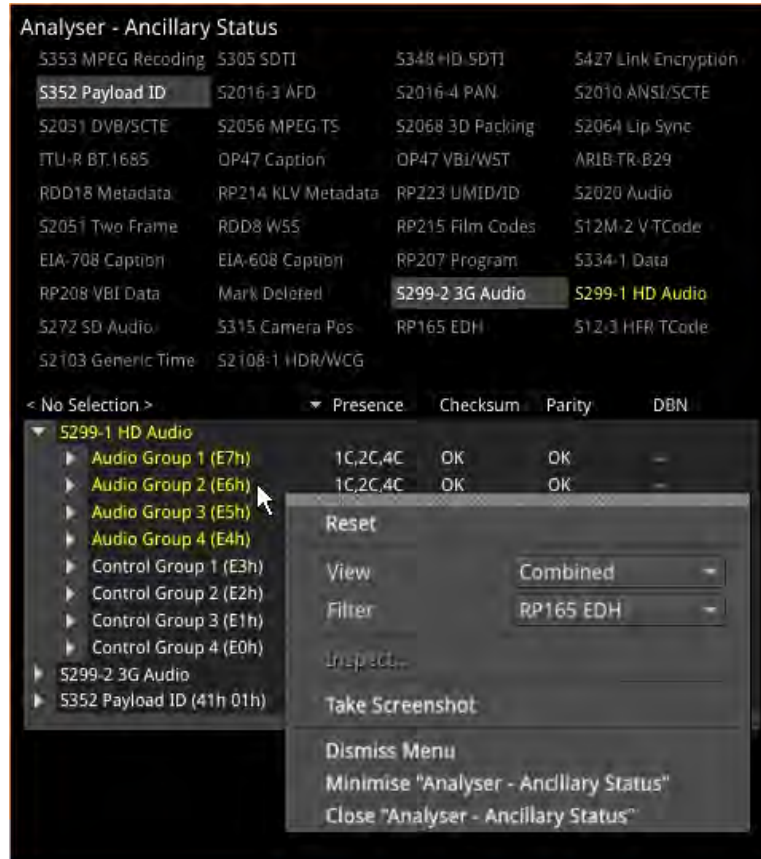 Analyser - Ancillary Status
S353 MPEG Recoding S305 SDTI S348 HD-SDTI S427 Link Encryption
S352 Payload ID S2016-3 AFD S2016-4 PAN S2010 ANSI/SCTE
S2031 DVB/SCTE S2056 MPEG-TS S2068 3D Packing S2064 Lip Sync
ITU-R BT.1685 OP47 Caption OP47 VBI/WST ARIB-TR-B29
RDD18 Metadata RP214 KLV Metadata RP223 UMID/ID S2020 Audio
S2051 Two Frame RDD8 WSS RP215 Film Codes S12M-2 V-TCode
EIA-708 Caption EIA-608 Caption RP207 Program S334-1 Data
RP208 VBI Data Mark Deleted S299-2 3G Audio S299-1 HD Audio
S272 SD Audio S315 Camera Pos RP165 EDH S12-3 HFR TCode
S2103 Generic Time S2108-1 HDR/WCG
< No Selection > Presence Checksum Parity DBN
S299-1 HD Audio
Audio Group 1 (E7h) 1C,2C,4C OK OK --
Audio Group 2 (E6h) 1C,2C,4C OK OK --
Audio Group 3 (E5h)
Audio Group 4 (E4h)
Control Group 1 (E3h)
Control Group 2 (E2h)
Control Group 3 (E1h)
Control Group 4 (E0h)
S299-2 3G Audio
S352 Payload ID (41h 01h)
Reset
View Combined
Filter RP165 EDH
Inspect...
Take Screenshot
Dismiss Menu
Minimise "Analyser - Ancillary Status"
Close "Analyser - Ancillary Status"